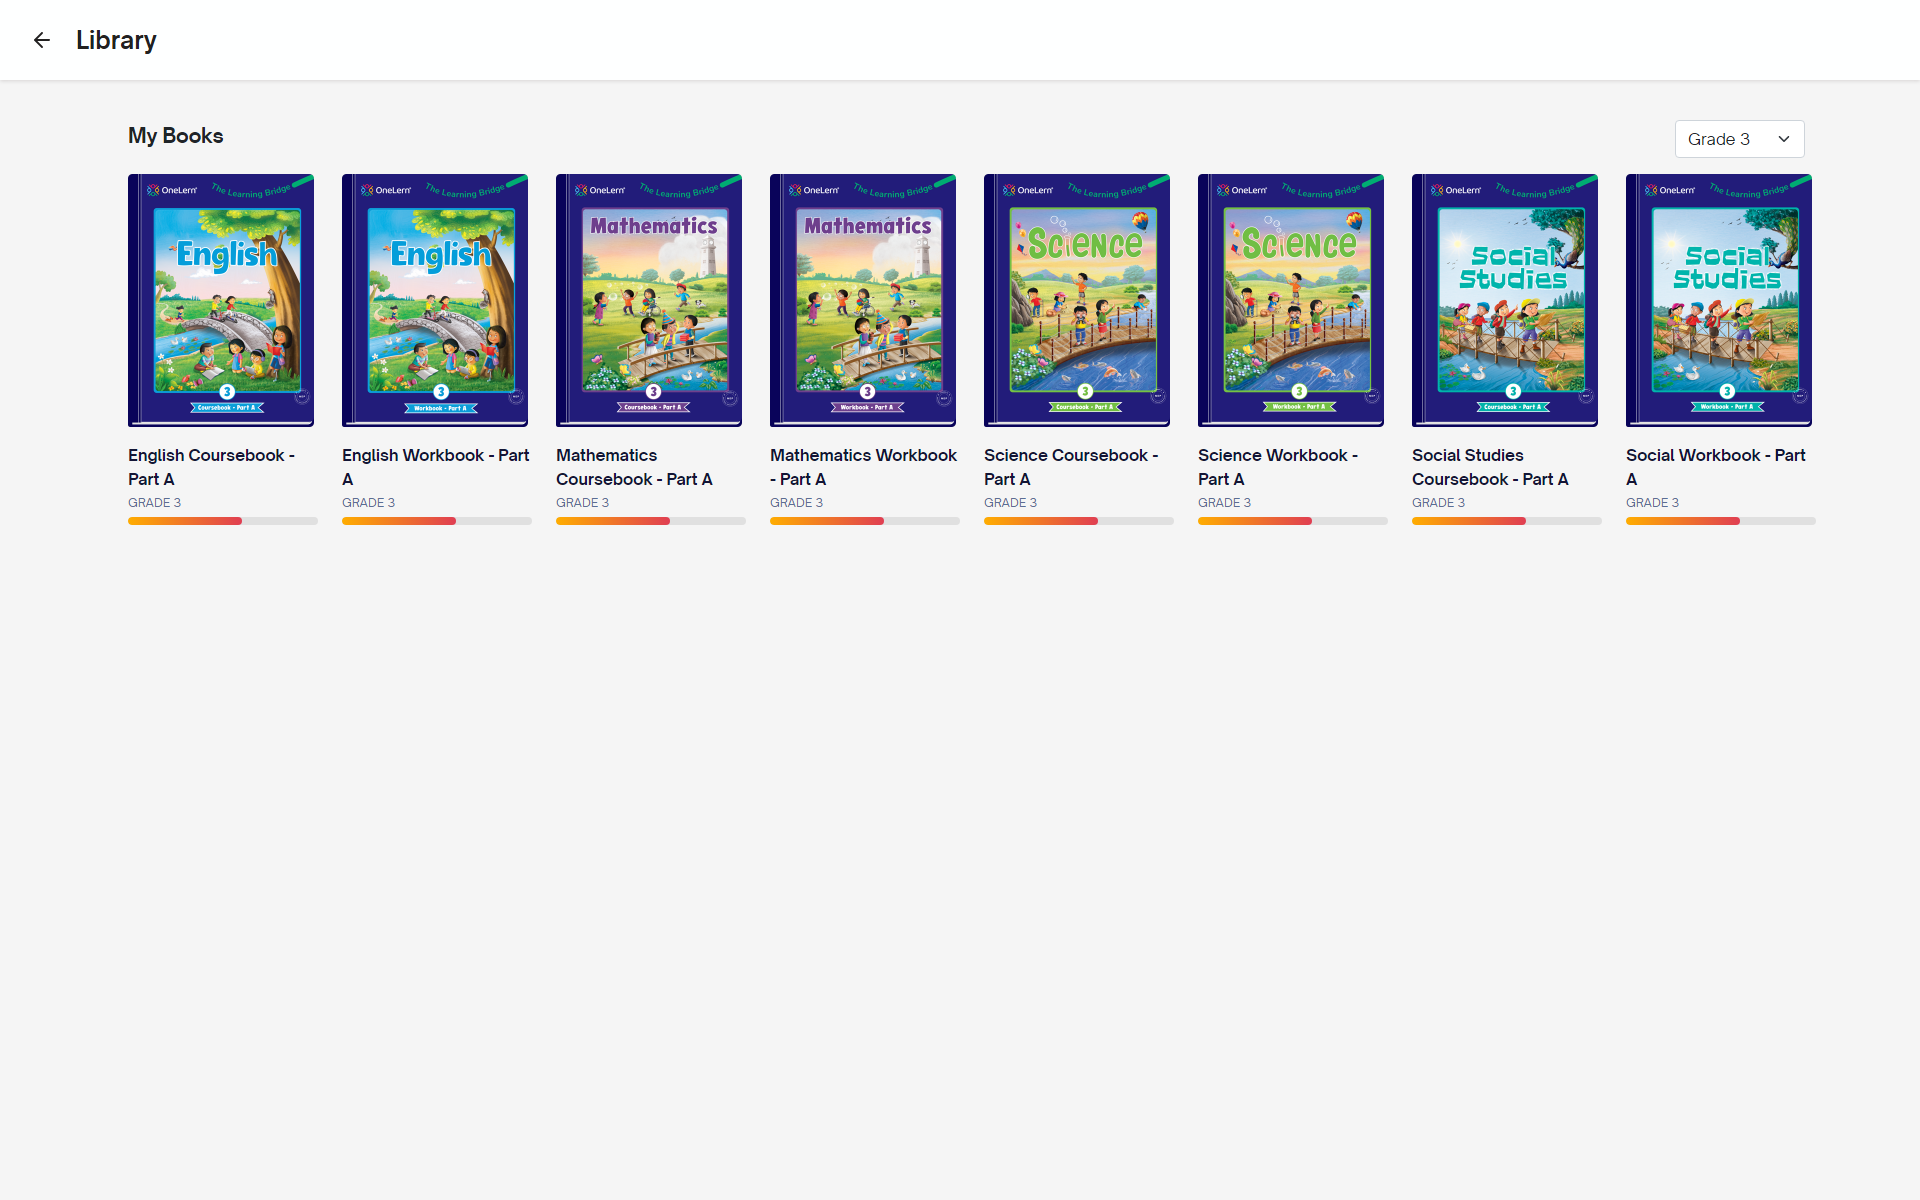 Library
My Books
Grade 3
OneLern
The Learning Bridge
English
3
Coursebook - Part A
OneLern
The Learning Bridge
English
3
Workbook - Part A
OneLern
The Learning Bridge
Mathematics
3
Coursebook - Part A
OneLern
The Learning Bridge
Mathematics
3
Workbook - Part A
OneLern
The Learning Bridge
Science
3
Coursebook - Part A
OneLern
The Learning Bridge
Science
3
Workbook - Part A
OneLern
The Learning Bridge
Social
Studies
3
Coursebook - Part A
OneLern
The Learning Bridge
Social
Studies
3
Workbook - Part A
English Coursebook -
Part A
GRADE 3
English Workbook - Part
A
GRADE 3
Mathematics
Coursebook - Part A
GRADE 3
Mathematics Workbook
- Part A
GRADE 3
Science Coursebook -
Part A
GRADE 3
Science Workbook -
Part A
GRADE 3
Social Studies
Coursebook - Part A
GRADE 3
Social Workbook - Part
A
GRADE 3